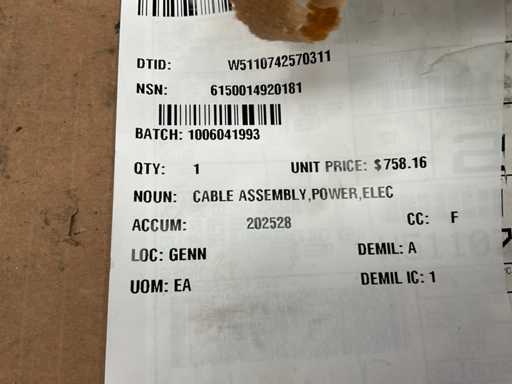 DTID: W5110742570311
NSN: 6150014920181
BATCH: 1006041993
QTY: 1 UNIT PRICE: $758.16
NOUN: CABLE ASSEMBLY,POWER,ELEC
ACCUM: 202528 CC: F
LOC: GENN DEMIL: A
UOM: EA DEMIL IC: 1